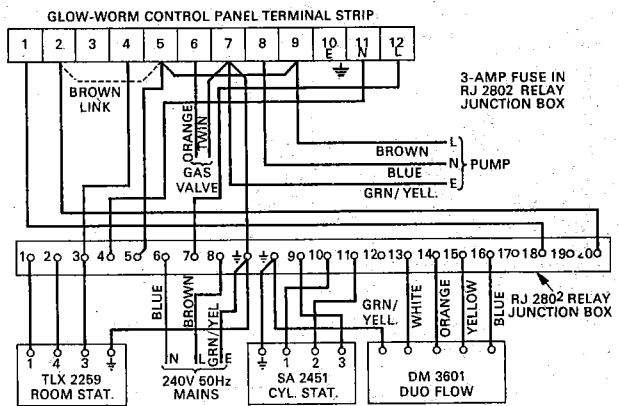 GLOW-WORM CONTROL PANEL TERMINAL STRIP
1 2 3 4 5 6 7 8 9 10 11 12
E N L
BROWN
LINK
ORANGE
TWIN
GAS
VALVE
3-AMP FUSE IN
RJ 2802 RELAY
JUNCTION BOX
BROWN
L
BLUE
N
PUMP
GRN/YELL.
E
1 2 3 4 5 6 7 8 9 10 11 12 13 14 15 16 17 18 19 20
RJ 2802 RELAY
JUNCTION BOX
BLUE
BROWN
GRN/YEL
N L E
240V 50Hz
MAINS
GRN/
YELL.
WHITE
ORANGE
YELLOW
BLUE
1 4 3
TLX 2259
ROOM STAT.
1 2 3
SA 2451
CYL. STAT.
DM 3601
DUO FLOW